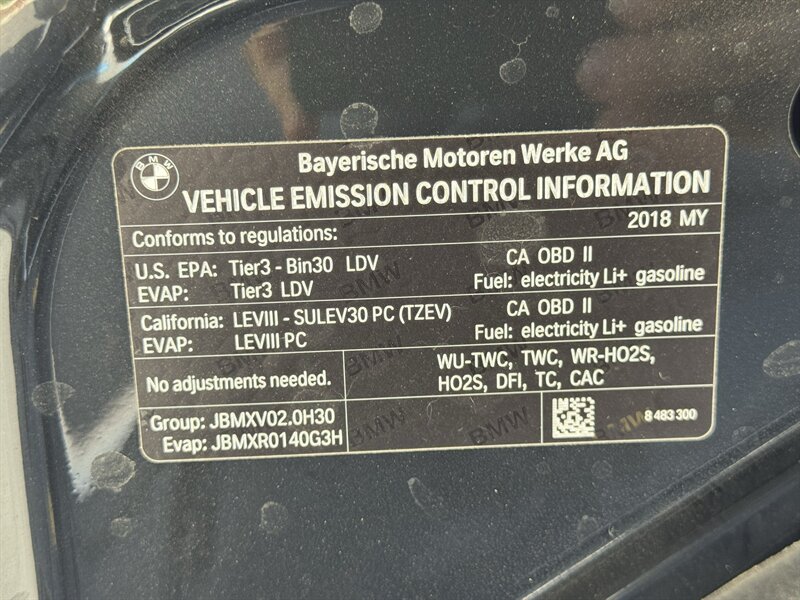 BMW
Bayerische Motoren Werke AG
VEHICLE EMISSION CONTROL INFORMATION
Conforms to regulations: 2018 MY
U.S. EPA: Tier3 - Bin30 LDV CA OBD II
EVAP: Tier3 LDV Fuel: electricity Li+ gasoline
California: LEVIII - SULEV30 PC (TZEV) CA OBD II
EVAP: LEVIII PC Fuel: electricity Li+ gasoline
No adjustments needed. WU-TWC, TWC, WR-HO2S,
HO2S, DFI, TC, CAC
Group: JBMXV02.0H30
Evap: JBMXR0140G3H
8 483 300